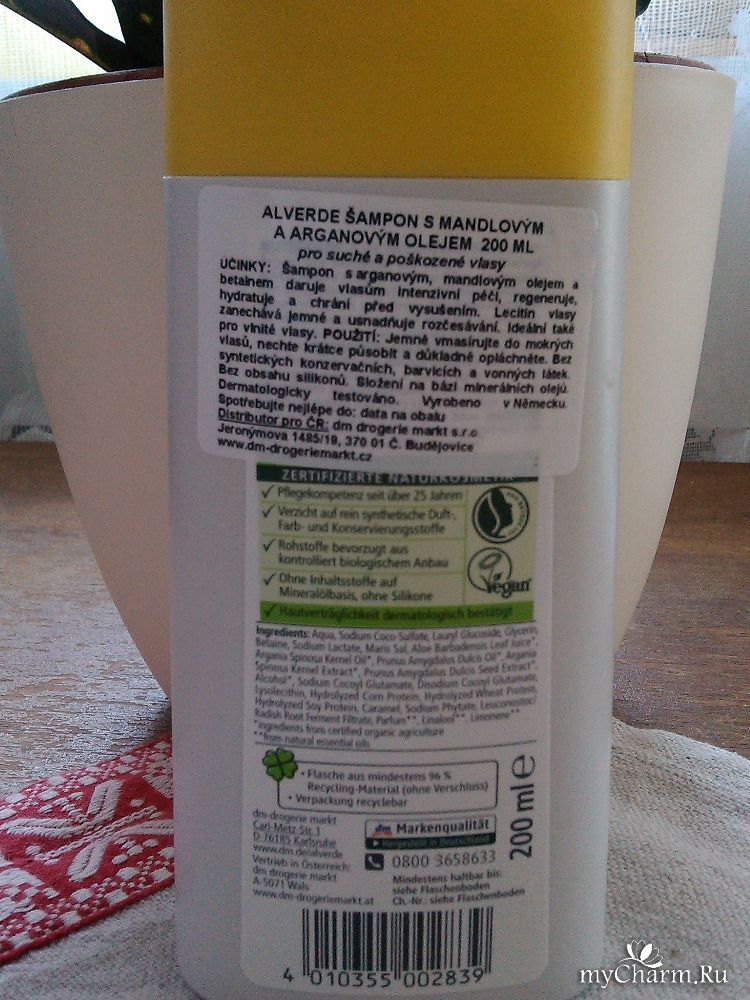 ALVERDE ŠAMPON S MANDLOVÝM
A ARGANOVÝM OLEJEM 200 ML
pro suché a poškozené vlasy
ÚČINKY: Šampon s arganovým, mandlovým olejem a
betainem daruje vlasům intenzivní péči, regeneruje,
hydratuje a chrání před vysušením. Lecitin vlasy
zanechává jemné a usnadňuje rozčesávání. Ideální také
pro vlnité vlasy. POUŽITÍ: Jemně vmasírujte do mokrých
vlasů, nechte krátce působit a důkladně opláchněte. Bez
syntetických konzervačních, barvicích a vonných látek.
Bez obsahu silikonů. Složení na bázi minerálních olejů.
Dermatologicky testováno. Vyrobeno v Německu.
Spotřebujte nejlépe do: data na obalu
Distributor pro ČR: dm drogerie markt s.r.o
Jeronýmova 1485/19, 370 01 Č. Budějovice
www.dm-drogeriemarkt.cz
ZERTIFIZIERTE NATURKOSMETIK
✓ Pflegekompetenz seit über 25 Jahren
✓ Verzicht auf rein synthetische Duft-,
Farb- und Konservierungsstoffe
✓ Rohstoffe bevorzugt aus
kontrolliert biologischem Anbau
✓ Ohne Inhaltsstoffe auf
Mineralölbasis, ohne Silikone
✓ Hautverträglichkeit dermatologisch bestätigt
Vegan
Ingredients: Aqua, Sodium Coco-Sulfate, Lauryl Glucoside, Glycerin,
Betaine, Sodium Lactate, Maris Sal, Aloe Barbadensis Leaf Juice*,
Argania Spinosa Kernel Oil*, Prunus Amygdalus Dulcis Oil*, Argania
Spinosa Kernel Extract*, Prunus Amygdalus Dulcis Seed Extract*,
Alcohol*, Sodium Cocoyl Glutamate, Disodium Cocoyl Glutamate,
Lysolecithin, Hydrolyzed Corn Protein, Hydrolyzed Wheat Protein,
Hydrolyzed Soy Protein, Caramel, Sodium Phytate, Leuconostoc/
Radish Root Ferment Filtrate, Parfum**, Linalool**, Limonene**
*ingredients from certified organic agriculture
**from natural essential oils
• Flasche aus mindestens 96 %
Recycling-Material (ohne Verschluss)
• Verpackung recyclebar
dm-drogerie markt
Carl-Metz-Str. 1
D-76185 Karlsruhe
www.dm.de/alverde
Vertrieb in Österreich:
dm drogerie markt
A-5071 Wals
www.dm-drogeriemarkt.at
dm Markenqualität
Hergestellt in Deutschland
0800 3658633
Mindestens haltbar bis:
siehe Flaschenboden
Ch.-Nr.: siehe Flaschenboden
200 ml e
4 010355 002839
myCharm.Ru